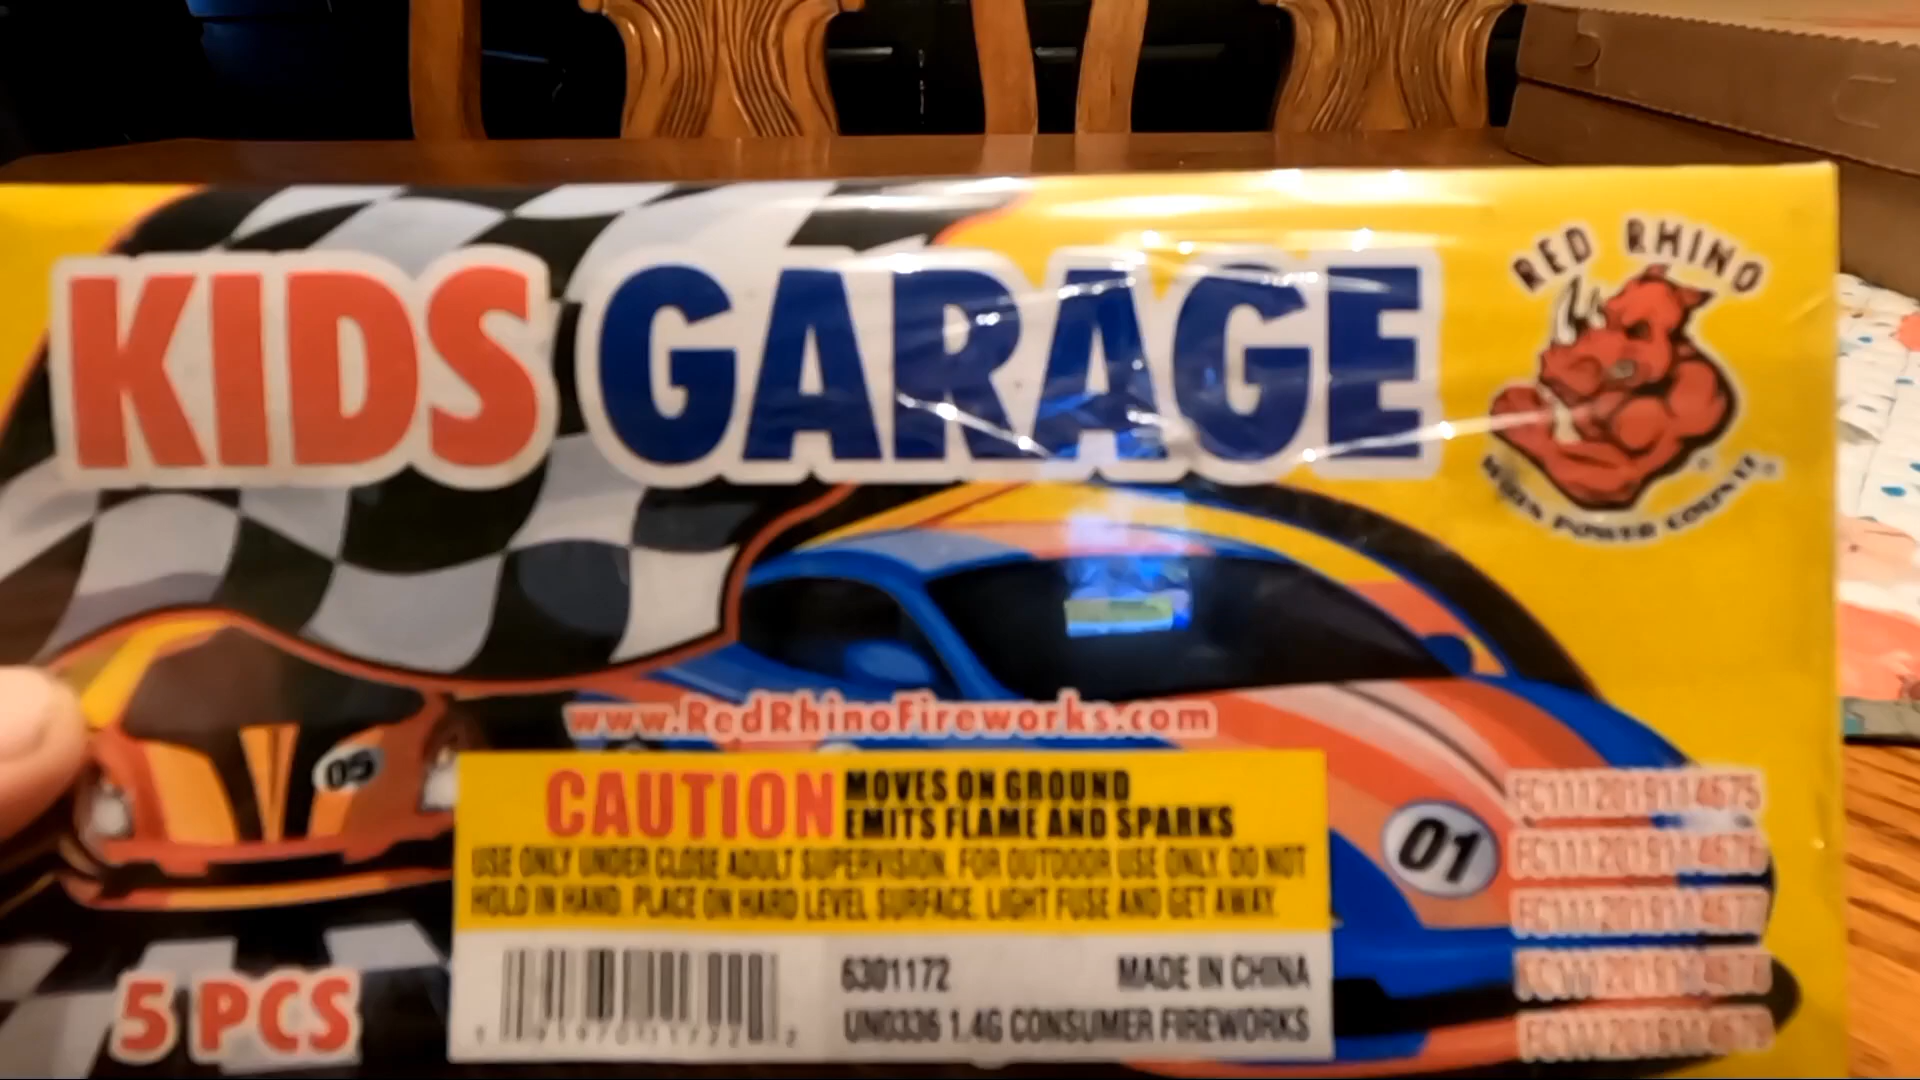 KIDS GARAGE
RED RHINO
www.RedRhinoFireworks.com
05
CAUTION MOVES ON GROUND
EMITS FLAME AND SPARKS
USE ONLY UNDER CLOSE ADULT SUPERVISION. FOR OUTDOOR USE ONLY. DO NOT
HOLD IN HAND. PLACE ON HARD LEVEL SURFACE. LIGHT FUSE AND GET AWAY.
01
5 PCS
6301172 MADE IN CHINA
UN0336 1.4G CONSUMER FIREWORKS